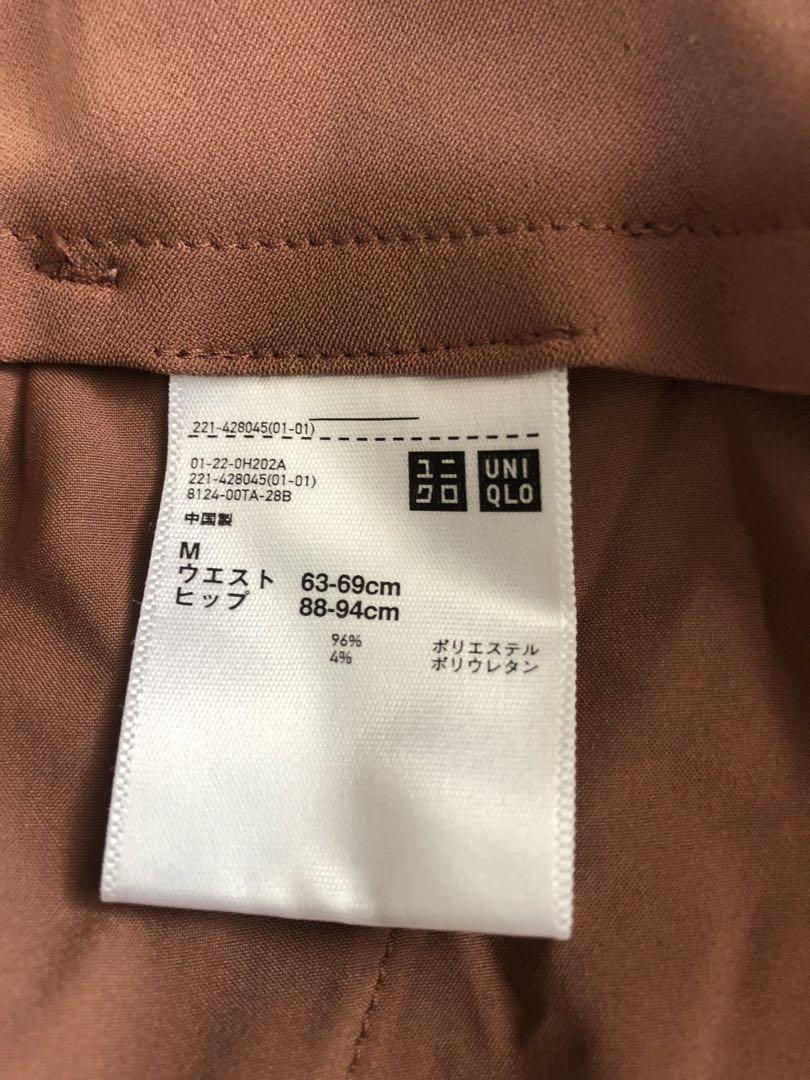 221-428045(01-01)
01-22-0H202A
221-428045(01-01)
8124-00TA-28B
ユニ
クロ
UNI
QLO
中国製
M
ウエスト 63-69cm
ヒップ 88-94cm
96% ポリエステル
4% ポリウレタン